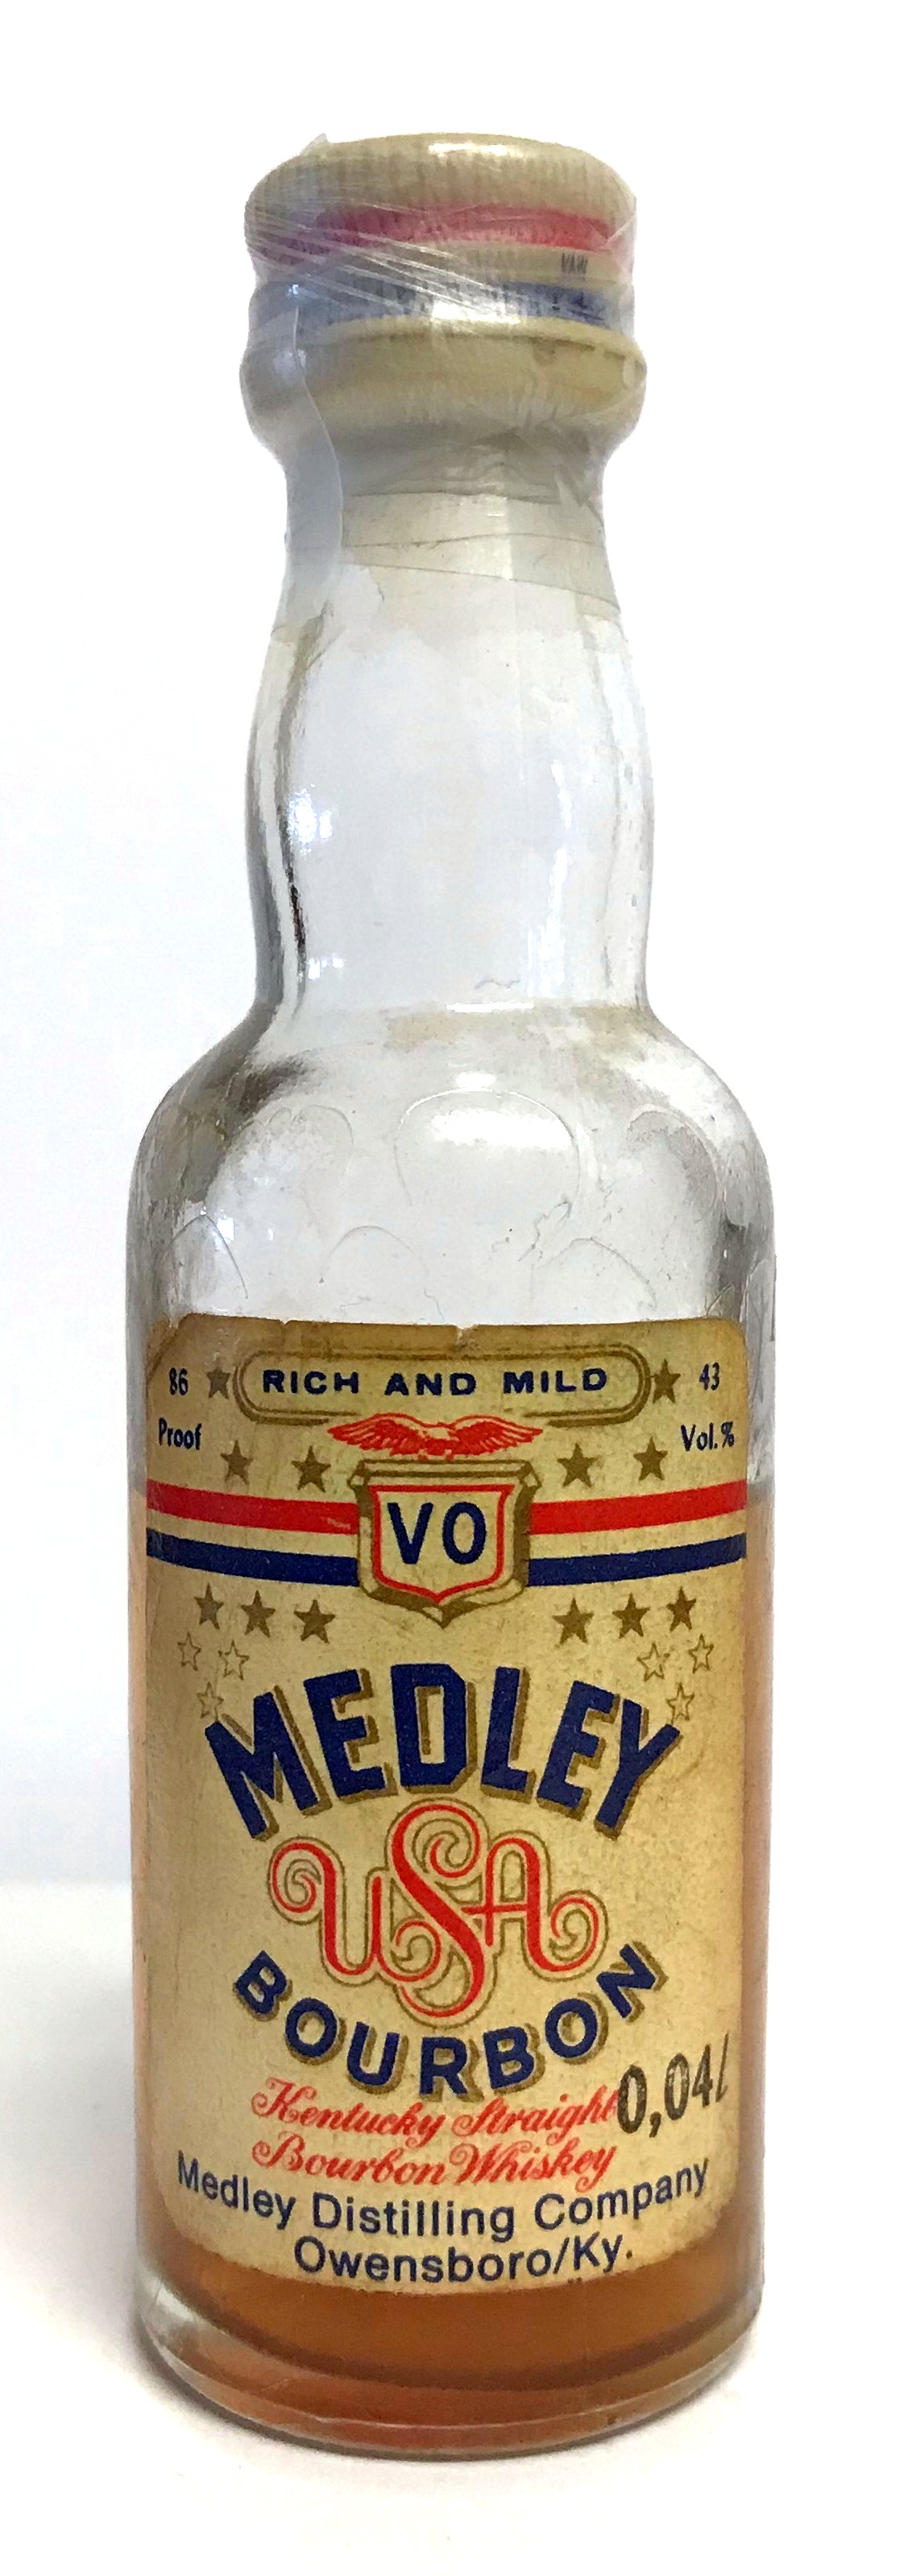 86
RICH AND MILD
43
Proof
Vol.%
VO
MEDLEY
USA
BOURBON
0,04l
Kentucky Straight
Bourbon Whiskey
Medley Distilling Company
Owensboro/Ky.